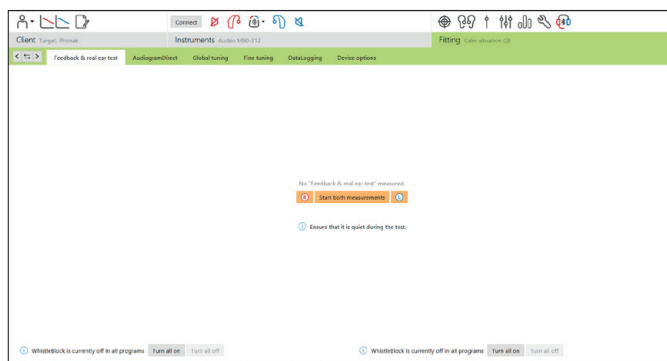 Connect
Client Target, Phonak
Instruments Audéo M90-312
Fitting Calm situation
Feedback & real ear test AudiogramDirect Global tuning Fine tuning DataLogging Device options
No "Feedback & real ear test" measured.
R Start both measurements L
Ensure that it is quiet during the test.
WhistleBlock is currently off in all programs Turn all on Turn all off
WhistleBlock is currently off in all programs Turn all on Turn all off